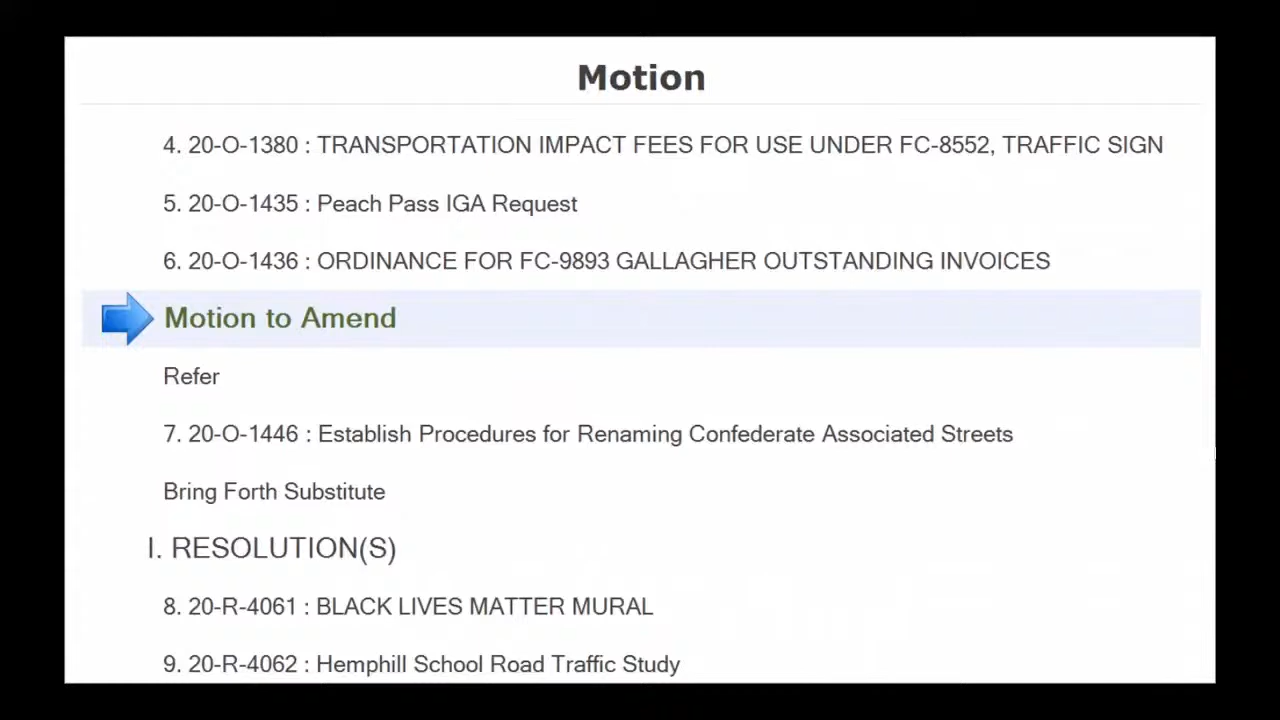 Motion
4. 20-O-1380 : TRANSPORTATION IMPACT FEES FOR USE UNDER FC-8552, TRAFFIC SIGN
5. 20-O-1435 : Peach Pass IGA Request
6. 20-O-1436 : ORDINANCE FOR FC-9893 GALLAGHER OUTSTANDING INVOICES
Motion to Amend
Refer
7. 20-O-1446 : Establish Procedures for Renaming Confederate Associated Streets
Bring Forth Substitute
I. RESOLUTION(S)
8. 20-R-4061 : BLACK LIVES MATTER MURAL
9. 20-R-4062 : Hemphill School Road Traffic Study